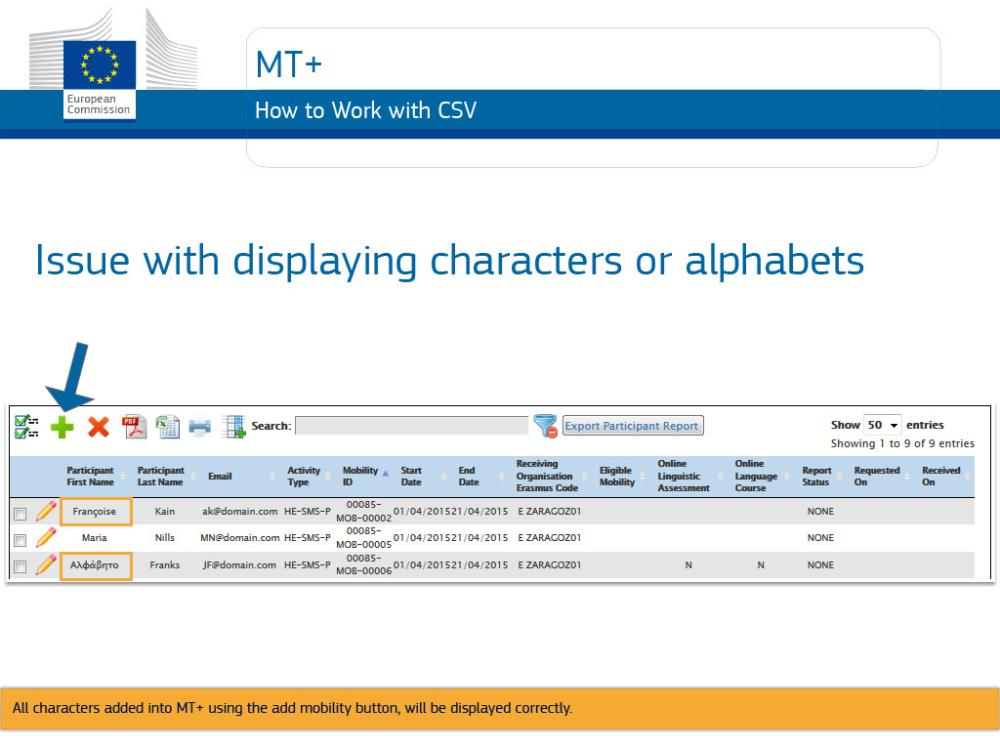 European
Commission
MT+
How to Work with CSV
Issue with displaying characters or alphabets
PDF
Search:
Export Participant Report
Show 50 entries
Showing 1 to 9 of 9 entries
Participant First Name
Participant Last Name
Email
Activity Type
Mobility ID
Start Date
End Date
Receiving Organisation Erasmus Code
Eligible Mobility
Online Linguistic Assessment
Online Language Course
Report Status
Requested On
Received On
Françoise Kain ak@domain.com HE-SMS-P 00085-MOB-00002 01/04/2015 21/04/2015 E ZARAGOZ01 NONE
Maria Nills MN@domain.com HE-SMS-P 00085-MOB-00005 01/04/2015 21/04/2015 E ZARAGOZ01 NONE
Αλφάβητο Franks JF@domain.com HE-SMS-P 00085-MOB-00006 01/04/2015 21/04/2015 E ZARAGOZ01 N N NONE
All characters added into MT+ using the add mobility button, will be displayed correctly.